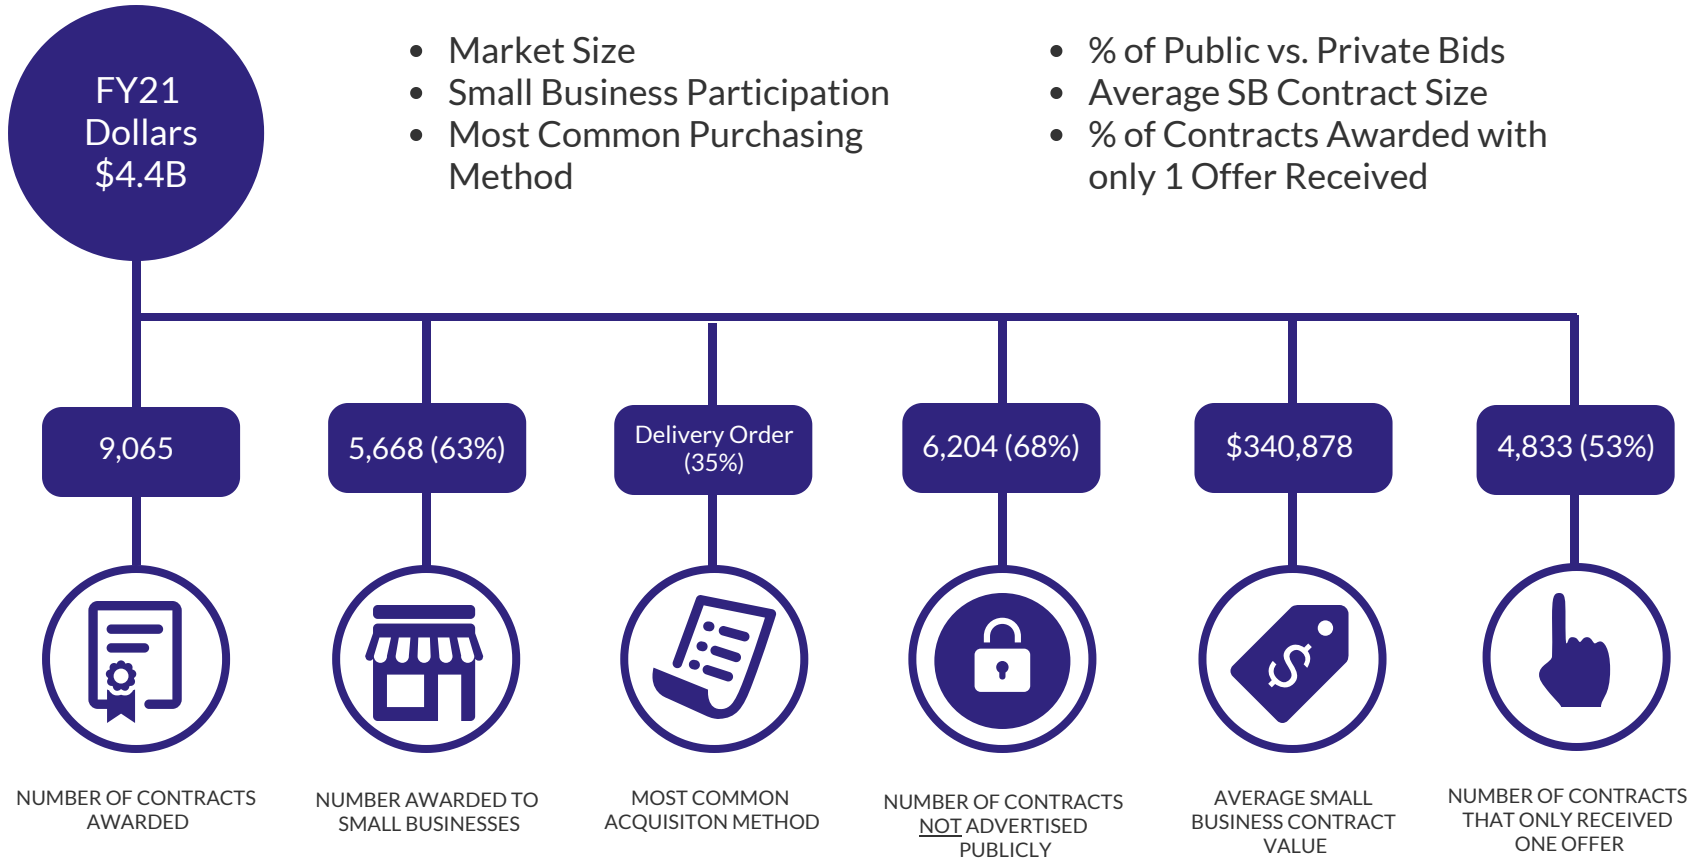 FY21
Dollars
$4.4B
• Market Size
• Small Business Participation
• Most Common Purchasing
Method
• % of Public vs. Private Bids
• Average SB Contract Size
• % of Contracts Awarded with
only 1 Offer Received
9,065
5,668 (63%)
Delivery Order
(35%)
6,204 (68%)
$340,878
4,833 (53%)
$
NUMBER OF CONTRACTS
AWARDED
NUMBER AWARDED TO
SMALL BUSINESSES
MOST COMMON
ACQUISITON METHOD
NUMBER OF CONTRACTS
NOT ADVERTISED
PUBLICLY
AVERAGE SMALL
BUSINESS CONTRACT
VALUE
NUMBER OF CONTRACTS
THAT ONLY RECEIVED
ONE OFFER